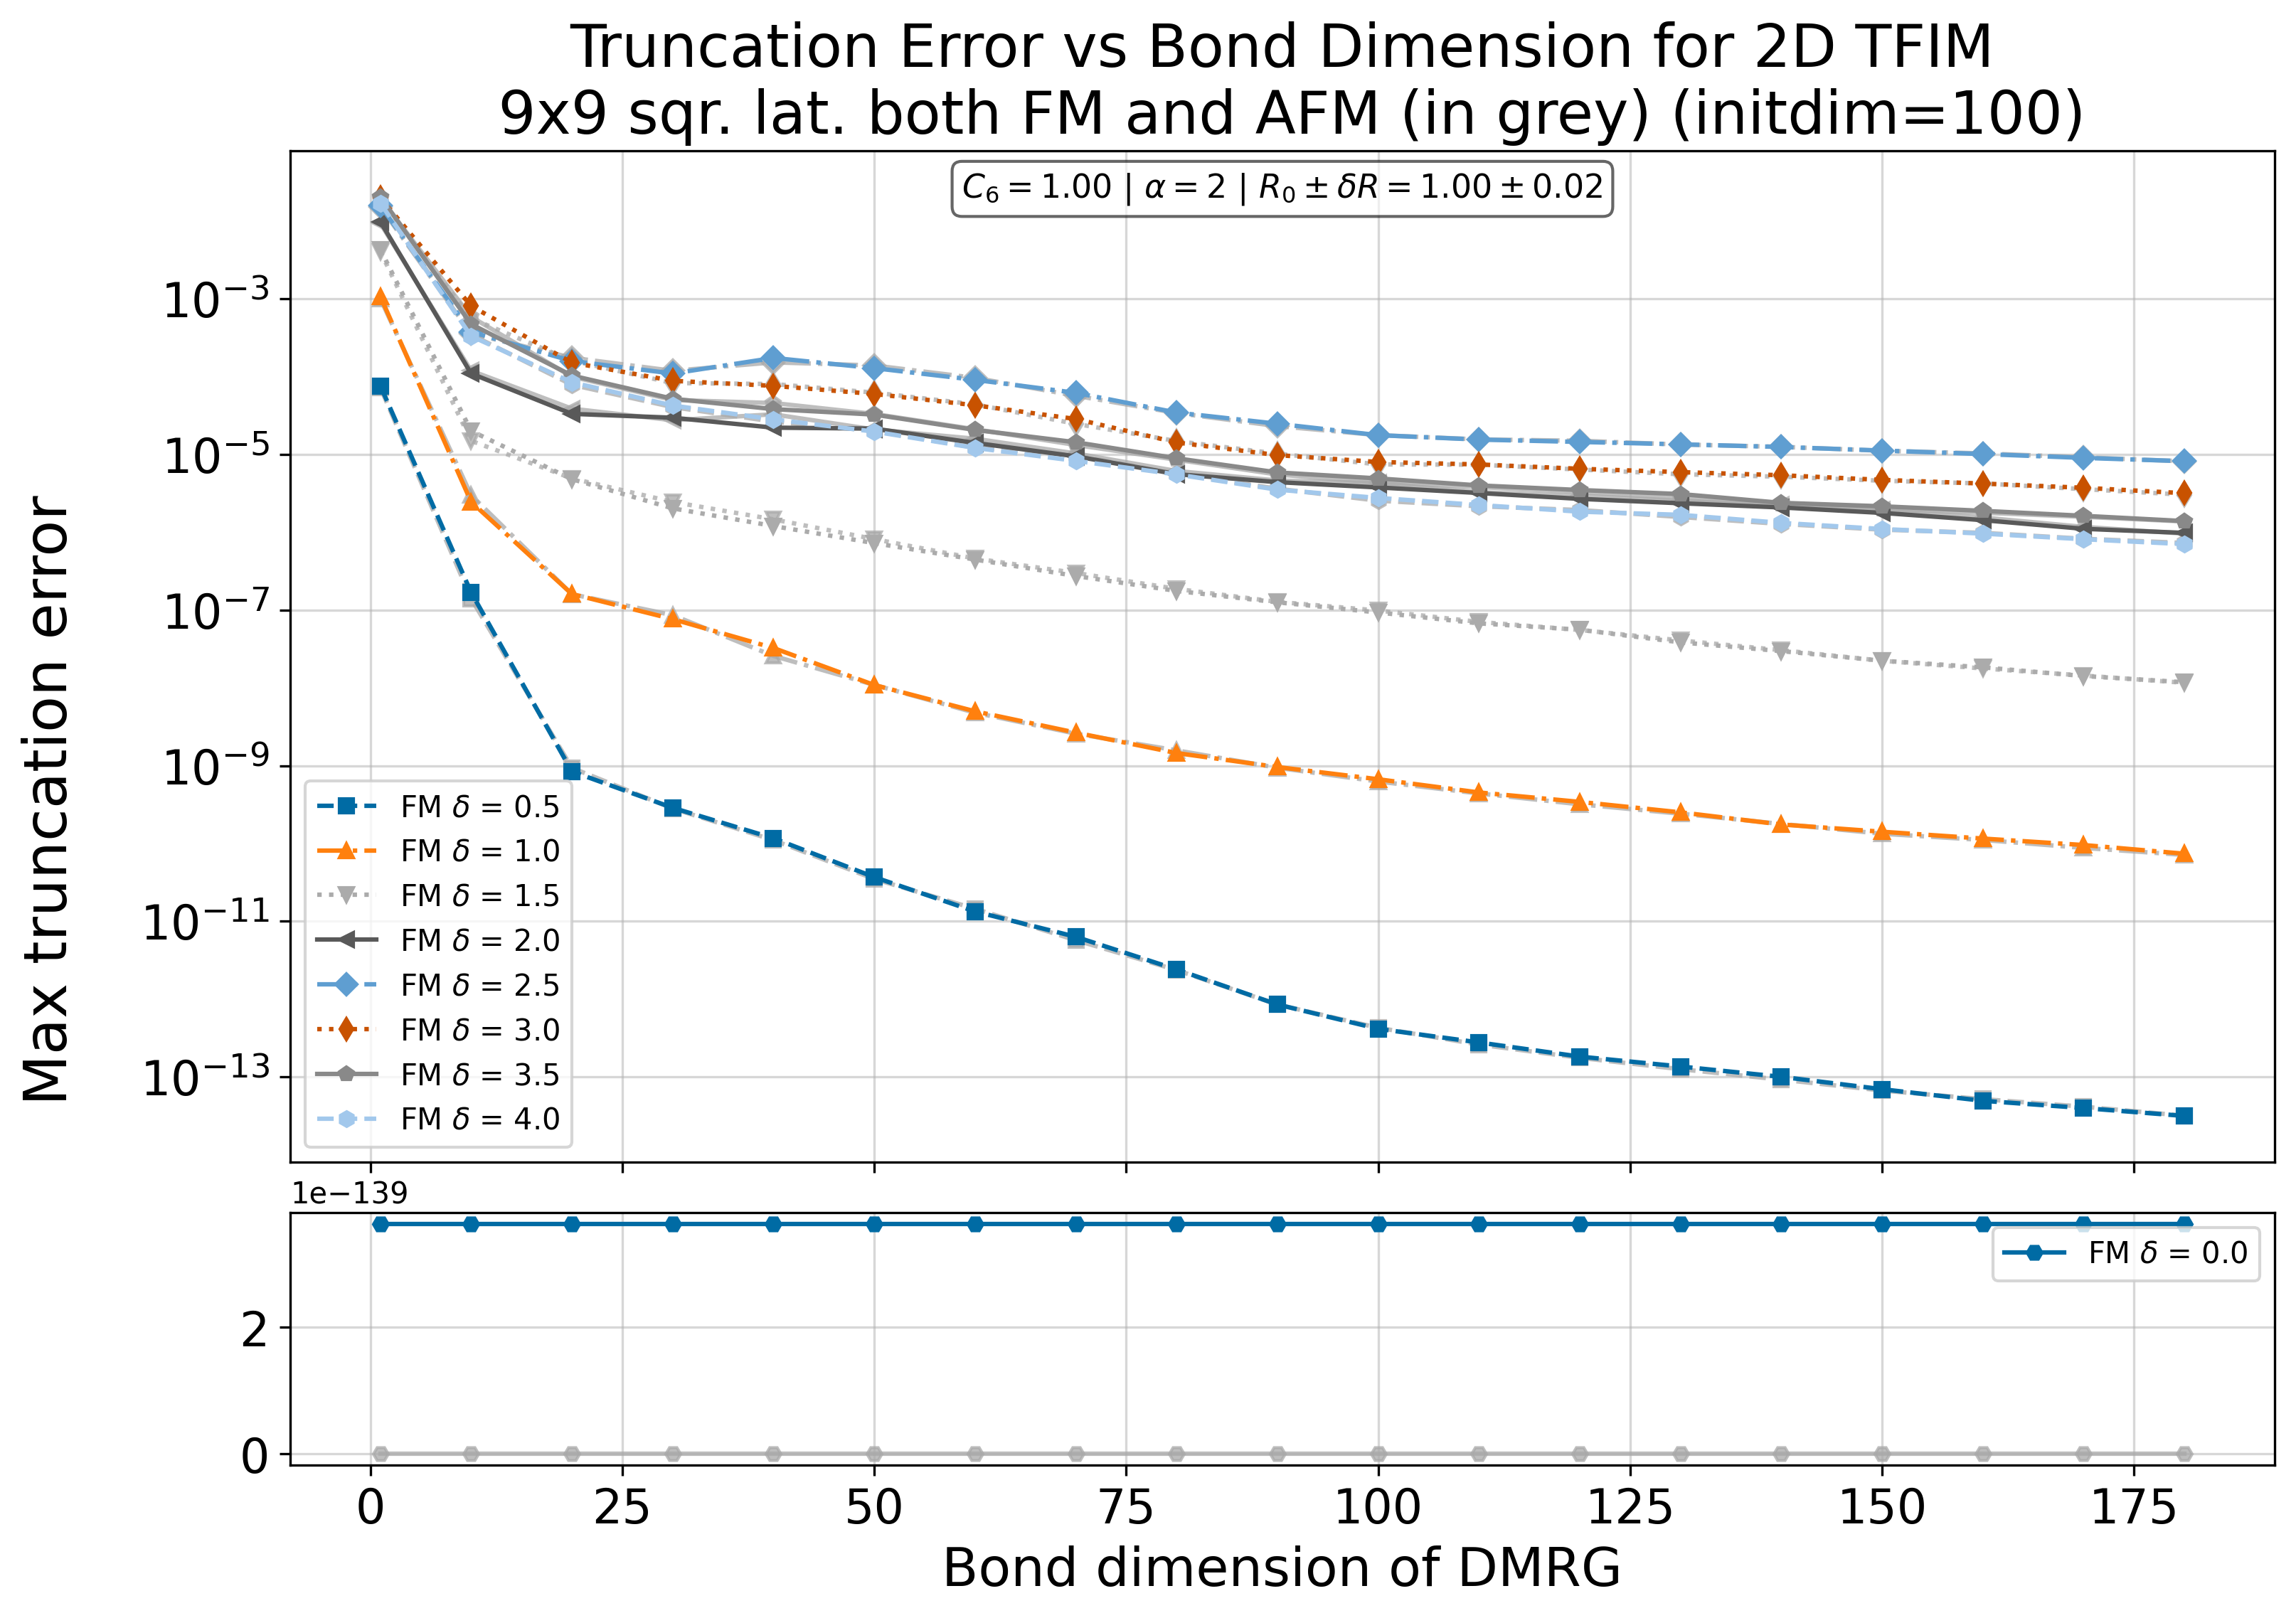 Truncation Error vs Bond Dimension for 2D TFIM
9x9 sqr. lat. both FM and AFM (in grey) (initdim=100)
C₆ = 1.00 | α = 2 | R₀ ± δR = 1.00 ± 0.02
Max truncation error
10⁻³
10⁻⁵
10⁻⁷
10⁻⁹
10⁻¹¹
10⁻¹³
FM δ = 0.5
FM δ = 1.0
FM δ = 1.5
FM δ = 2.0
FM δ = 2.5
FM δ = 3.0
FM δ = 3.5
FM δ = 4.0
1e−139
FM δ = 0.0
2
0
0 25 50 75 100 125 150 175
Bond dimension of DMRG